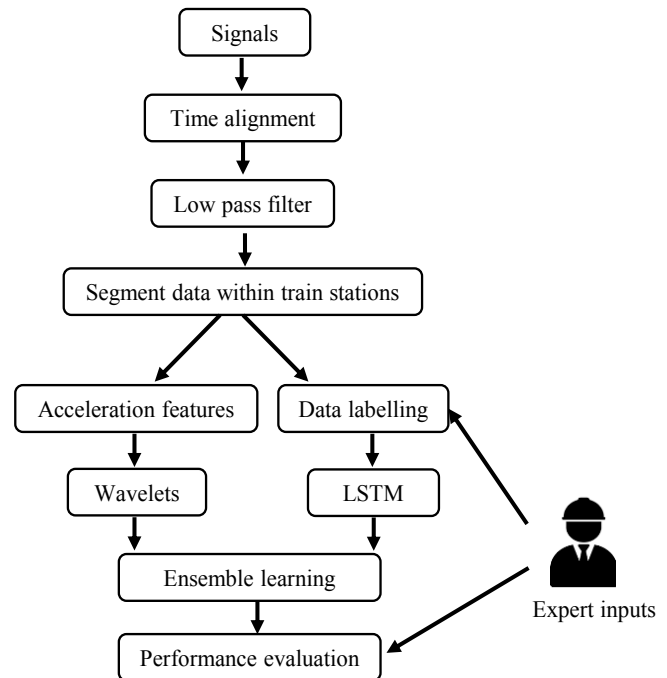 Signals
Time alignment
Low pass filter
Segment data within train stations
Acceleration features
Data labelling
Wavelets
LSTM
Ensemble learning
Expert inputs
Performance evaluation